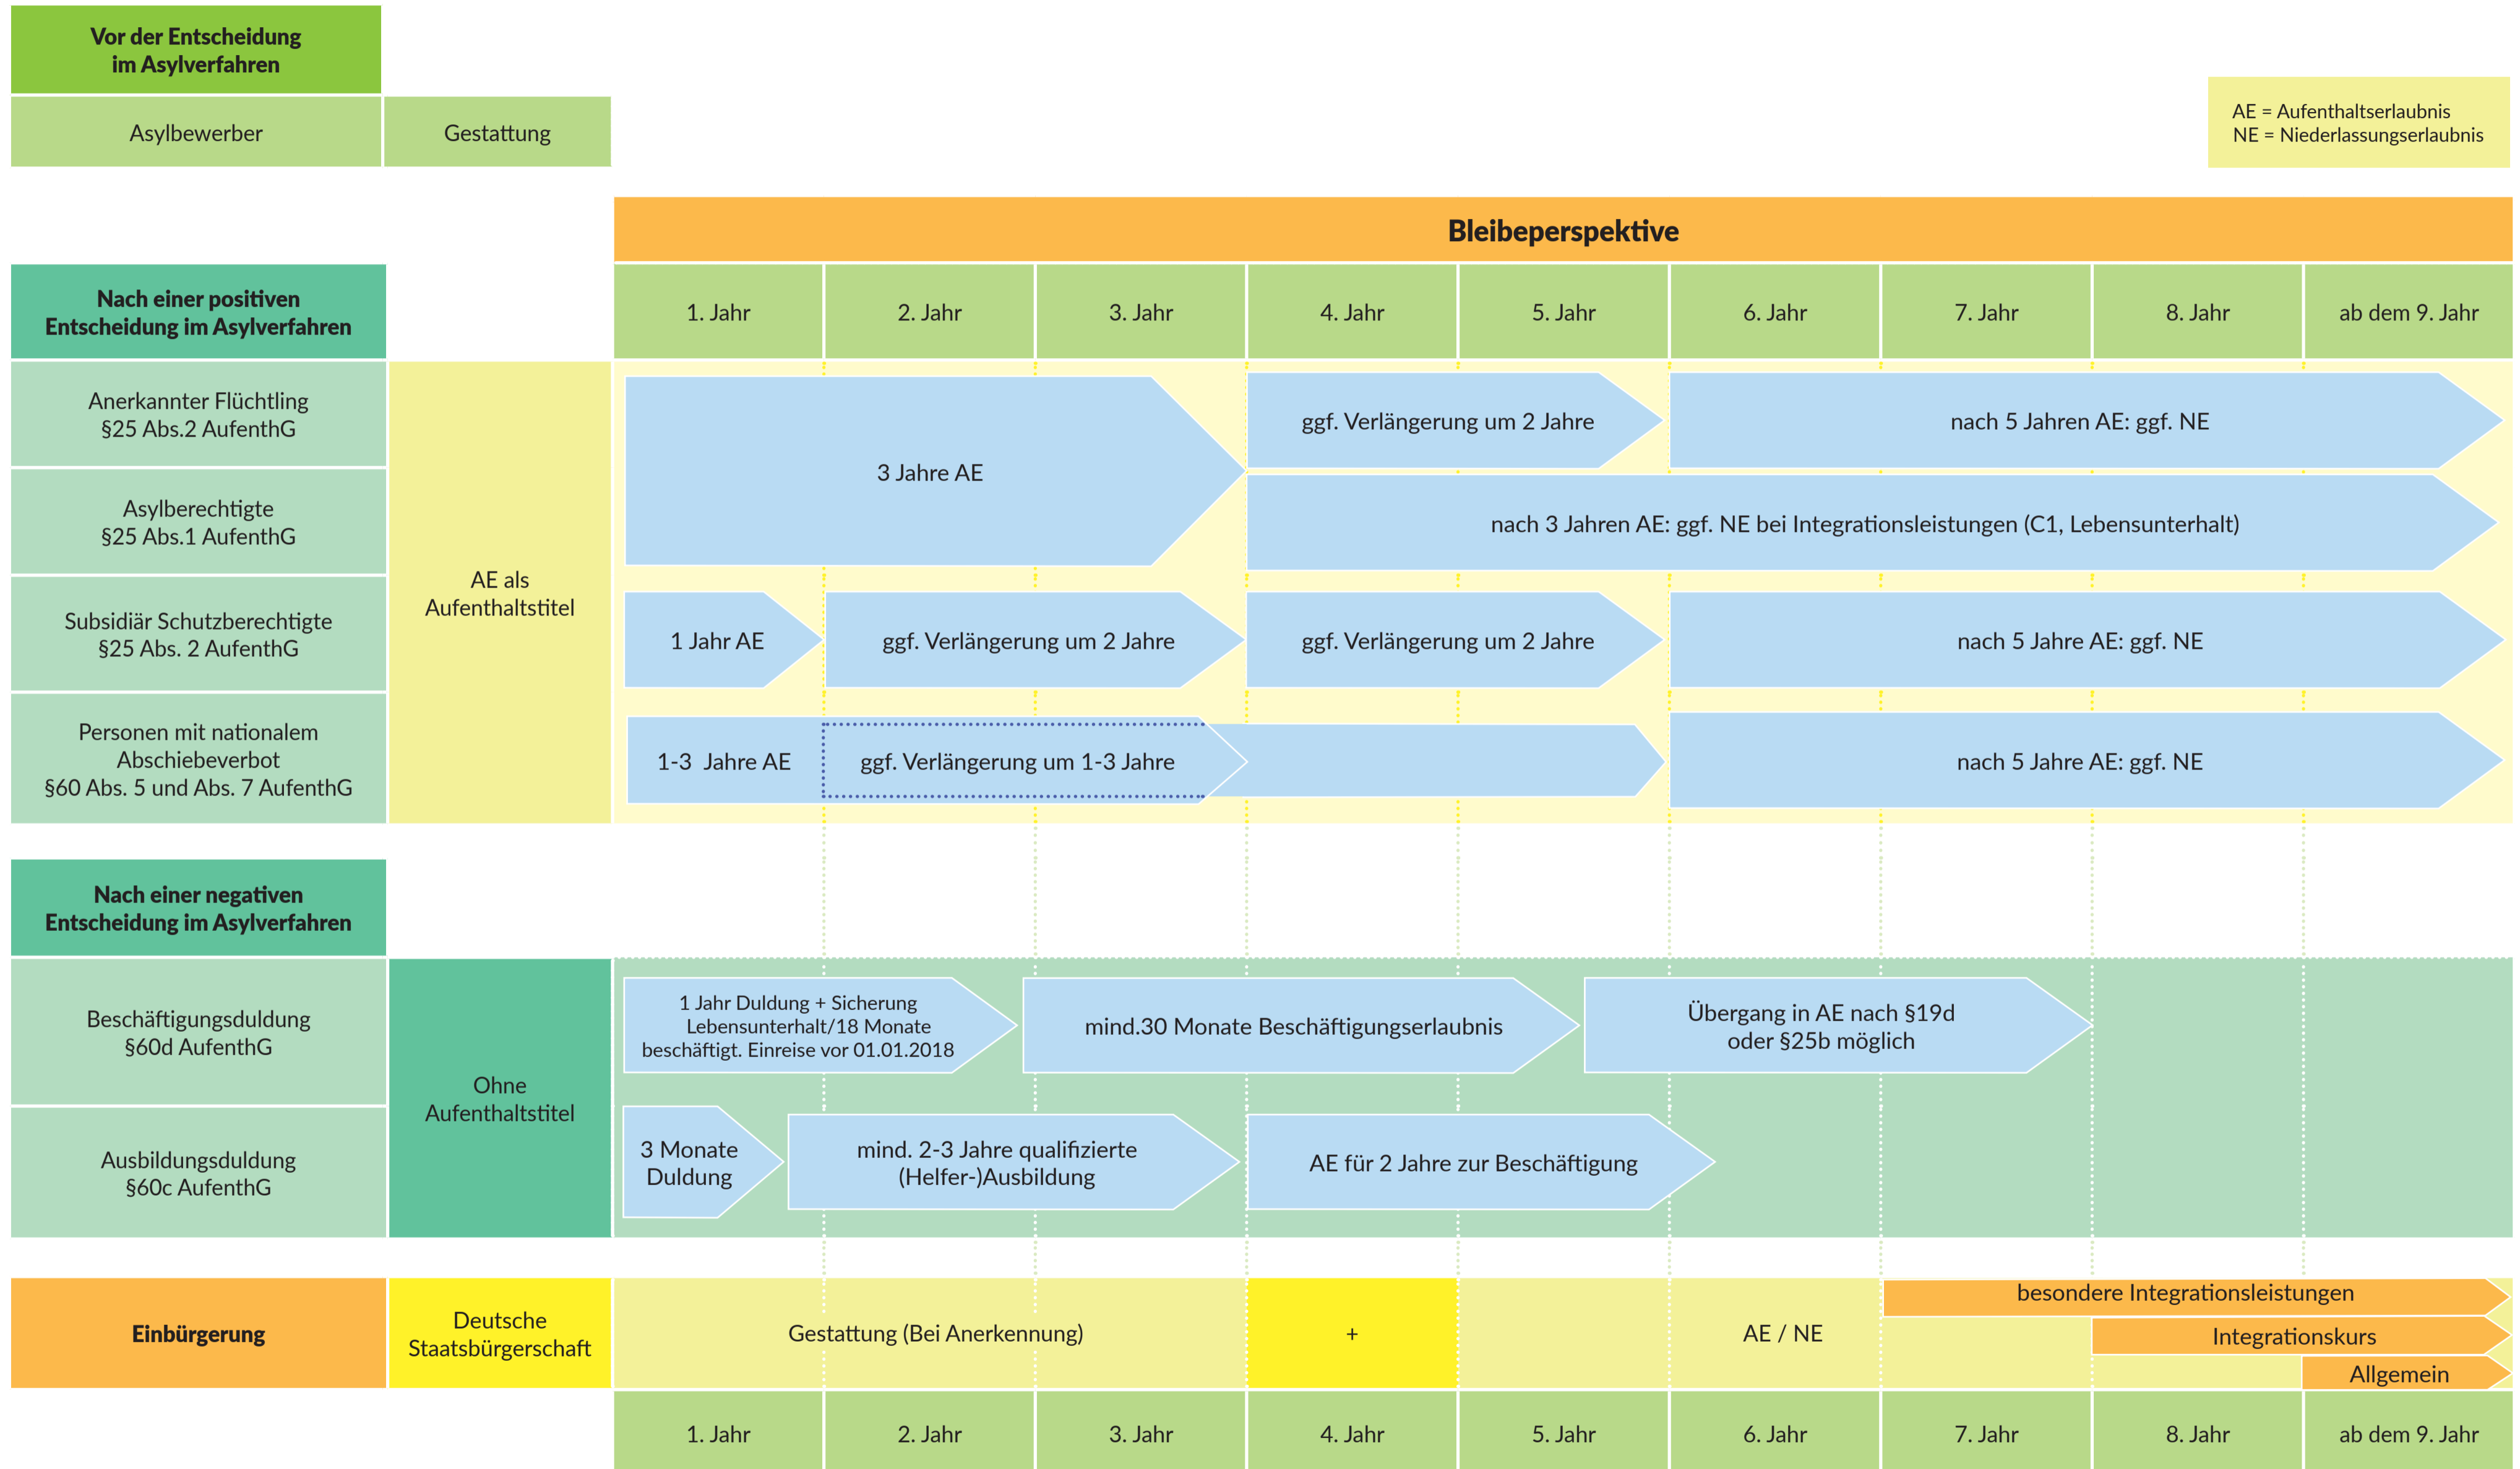 Vor der Entscheidung
im Asylverfahren
Asylbewerber
Gestattung
AE = Aufenthaltserlaubnis
NE = Niederlassungserlaubnis
Bleibeperspektive
Nach einer positiven
Entscheidung im Asylverfahren
1. Jahr
2. Jahr
3. Jahr
4. Jahr
5. Jahr
6. Jahr
7. Jahr
8. Jahr
ab dem 9. Jahr
Anerkannter Flüchtling
§25 Abs.2 AufenthG
Asylberechtigte
§25 Abs.1 AufenthG
Subsidiär Schutzberechtigte
§25 Abs. 2 AufenthG
Personen mit nationalem
Abschiebeverbot
§60 Abs. 5 und Abs. 7 AufenthG
AE als
Aufenthaltstitel
3 Jahre AE
ggf. Verlängerung um 2 Jahre
nach 5 Jahren AE: ggf. NE
nach 3 Jahren AE: ggf. NE bei Integrationsleistungen (C1, Lebensunterhalt)
1 Jahr AE
ggf. Verlängerung um 2 Jahre
ggf. Verlängerung um 2 Jahre
nach 5 Jahre AE: ggf. NE
1-3 Jahre AE
ggf. Verlängerung um 1-3 Jahre
nach 5 Jahre AE: ggf. NE
Nach einer negativen
Entscheidung im Asylverfahren
Beschäftigungsduldung
§60d AufenthG
Ausbildungsduldung
§60c AufenthG
Ohne
Aufenthaltstitel
1 Jahr Duldung + Sicherung
Lebensunterhalt/18 Monate
beschäftigt. Einreise vor 01.01.2018
mind.30 Monate Beschäftigungserlaubnis
Übergang in AE nach §19d
oder §25b möglich
3 Monate
Duldung
mind. 2-3 Jahre qualifizierte
(Helfer-)Ausbildung
AE für 2 Jahre zur Beschäftigung
Einbürgerung
Deutsche
Staatsbürgerschaft
Gestattung (Bei Anerkennung)
+
AE / NE
besondere Integrationsleistungen
Integrationskurs
Allgemein
1. Jahr
2. Jahr
3. Jahr
4. Jahr
5. Jahr
6. Jahr
7. Jahr
8. Jahr
ab dem 9. Jahr